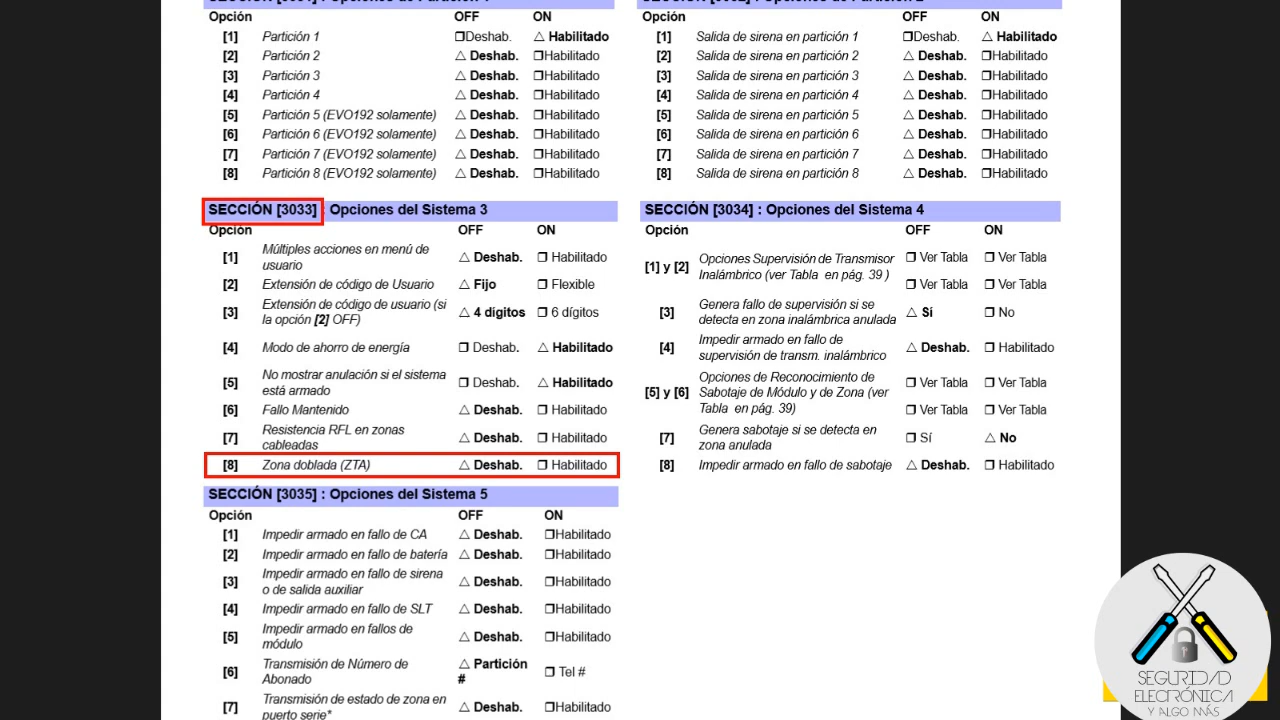 SECCIÓN [3031] : Opciones de Partición 1
Opción OFF ON
[1] Partición 1 ❒Deshab. △ Habilitado
[2] Partición 2 △ Deshab. ❒Habilitado
[3] Partición 3 △ Deshab. ❒Habilitado
[4] Partición 4 △ Deshab. ❒Habilitado
[5] Partición 5 (EVO192 solamente) △ Deshab. ❒Habilitado
[6] Partición 6 (EVO192 solamente) △ Deshab. ❒Habilitado
[7] Partición 7 (EVO192 solamente) △ Deshab. ❒Habilitado
[8] Partición 8 (EVO192 solamente) △ Deshab. ❒Habilitado
SECCIÓN [3032] : Opciones de Partición 2
Opción OFF ON
[1] Salida de sirena en partición 1 ❒Deshab. △ Habilitado
[2] Salida de sirena en partición 2 △ Deshab. ❒Habilitado
[3] Salida de sirena en partición 3 △ Deshab. ❒Habilitado
[4] Salida de sirena en partición 4 △ Deshab. ❒Habilitado
[5] Salida de sirena en partición 5 △ Deshab. ❒Habilitado
[6] Salida de sirena en partición 6 △ Deshab. ❒Habilitado
[7] Salida de sirena en partición 7 △ Deshab. ❒Habilitado
[8] Salida de sirena en partición 8 △ Deshab. ❒Habilitado
SECCIÓN [3033] : Opciones del Sistema 3
Opción OFF ON
[1] Múltiples acciones en menú de
usuario △ Deshab. ❒ Habilitado
[2] Extensión de código de Usuario △ Fijo ❒ Flexible
[3] Extensión de código de usuario (si
la opción [2] OFF) △ 4 dígitos ❒ 6 dígitos
[4] Modo de ahorro de energía ❒ Deshab. △ Habilitado
[5] No mostrar anulación si el sistema
está armado ❒ Deshab. △ Habilitado
[6] Fallo Mantenido △ Deshab. ❒ Habilitado
[7] Resistencia RFL en zonas
cableadas △ Deshab. ❒ Habilitado
[8] Zona doblada (ZTA) △ Deshab. ❒ Habilitado
SECCIÓN [3034] : Opciones del Sistema 4
Opción OFF ON
[1] y [2] Opciones Supervisión de Transmisor
Inalámbrico (ver Tabla en pág. 39 )
❒ Ver Tabla ❒ Ver Tabla
❒ Ver Tabla ❒ Ver Tabla
[3] Genera fallo de supervisión si se
detecta en zona inalámbrica anulada △ Sí ❒ No
[4] Impedir armado en fallo de
supervisión de transm. inalámbrico △ Deshab. ❒ Habilitado
[5] y [6] Opciones de Reconocimiento de
Sabotaje de Módulo y de Zona (ver
Tabla en pág. 39)
❒ Ver Tabla ❒ Ver Tabla
❒ Ver Tabla ❒ Ver Tabla
[7] Genera sabotaje si se detecta en
zona anulada ❒ Sí △ No
[8] Impedir armado en fallo de sabotaje △ Deshab. ❒ Habilitado
SECCIÓN [3035] : Opciones del Sistema 5
Opción OFF ON
[1] Impedir armado en fallo de CA △ Deshab. ❒Habilitado
[2] Impedir armado en fallo de batería △ Deshab. ❒Habilitado
[3] Impedir armado en fallo de sirena
o de salida auxiliar △ Deshab. ❒Habilitado
[4] Impedir armado en fallo de SLT △ Deshab. ❒Habilitado
[5] Impedir armado en fallos de
módulo △ Deshab. ❒Habilitado
[6] Transmisión de Número de
Abonado △ Partición
# ❒ Tel #
[7] Transmisión de estado de zona en
puerto serie* △ Deshab. ❒Habilitado
SEGURIDAD
ELECTRÓNICA
Y ALGO MÁS